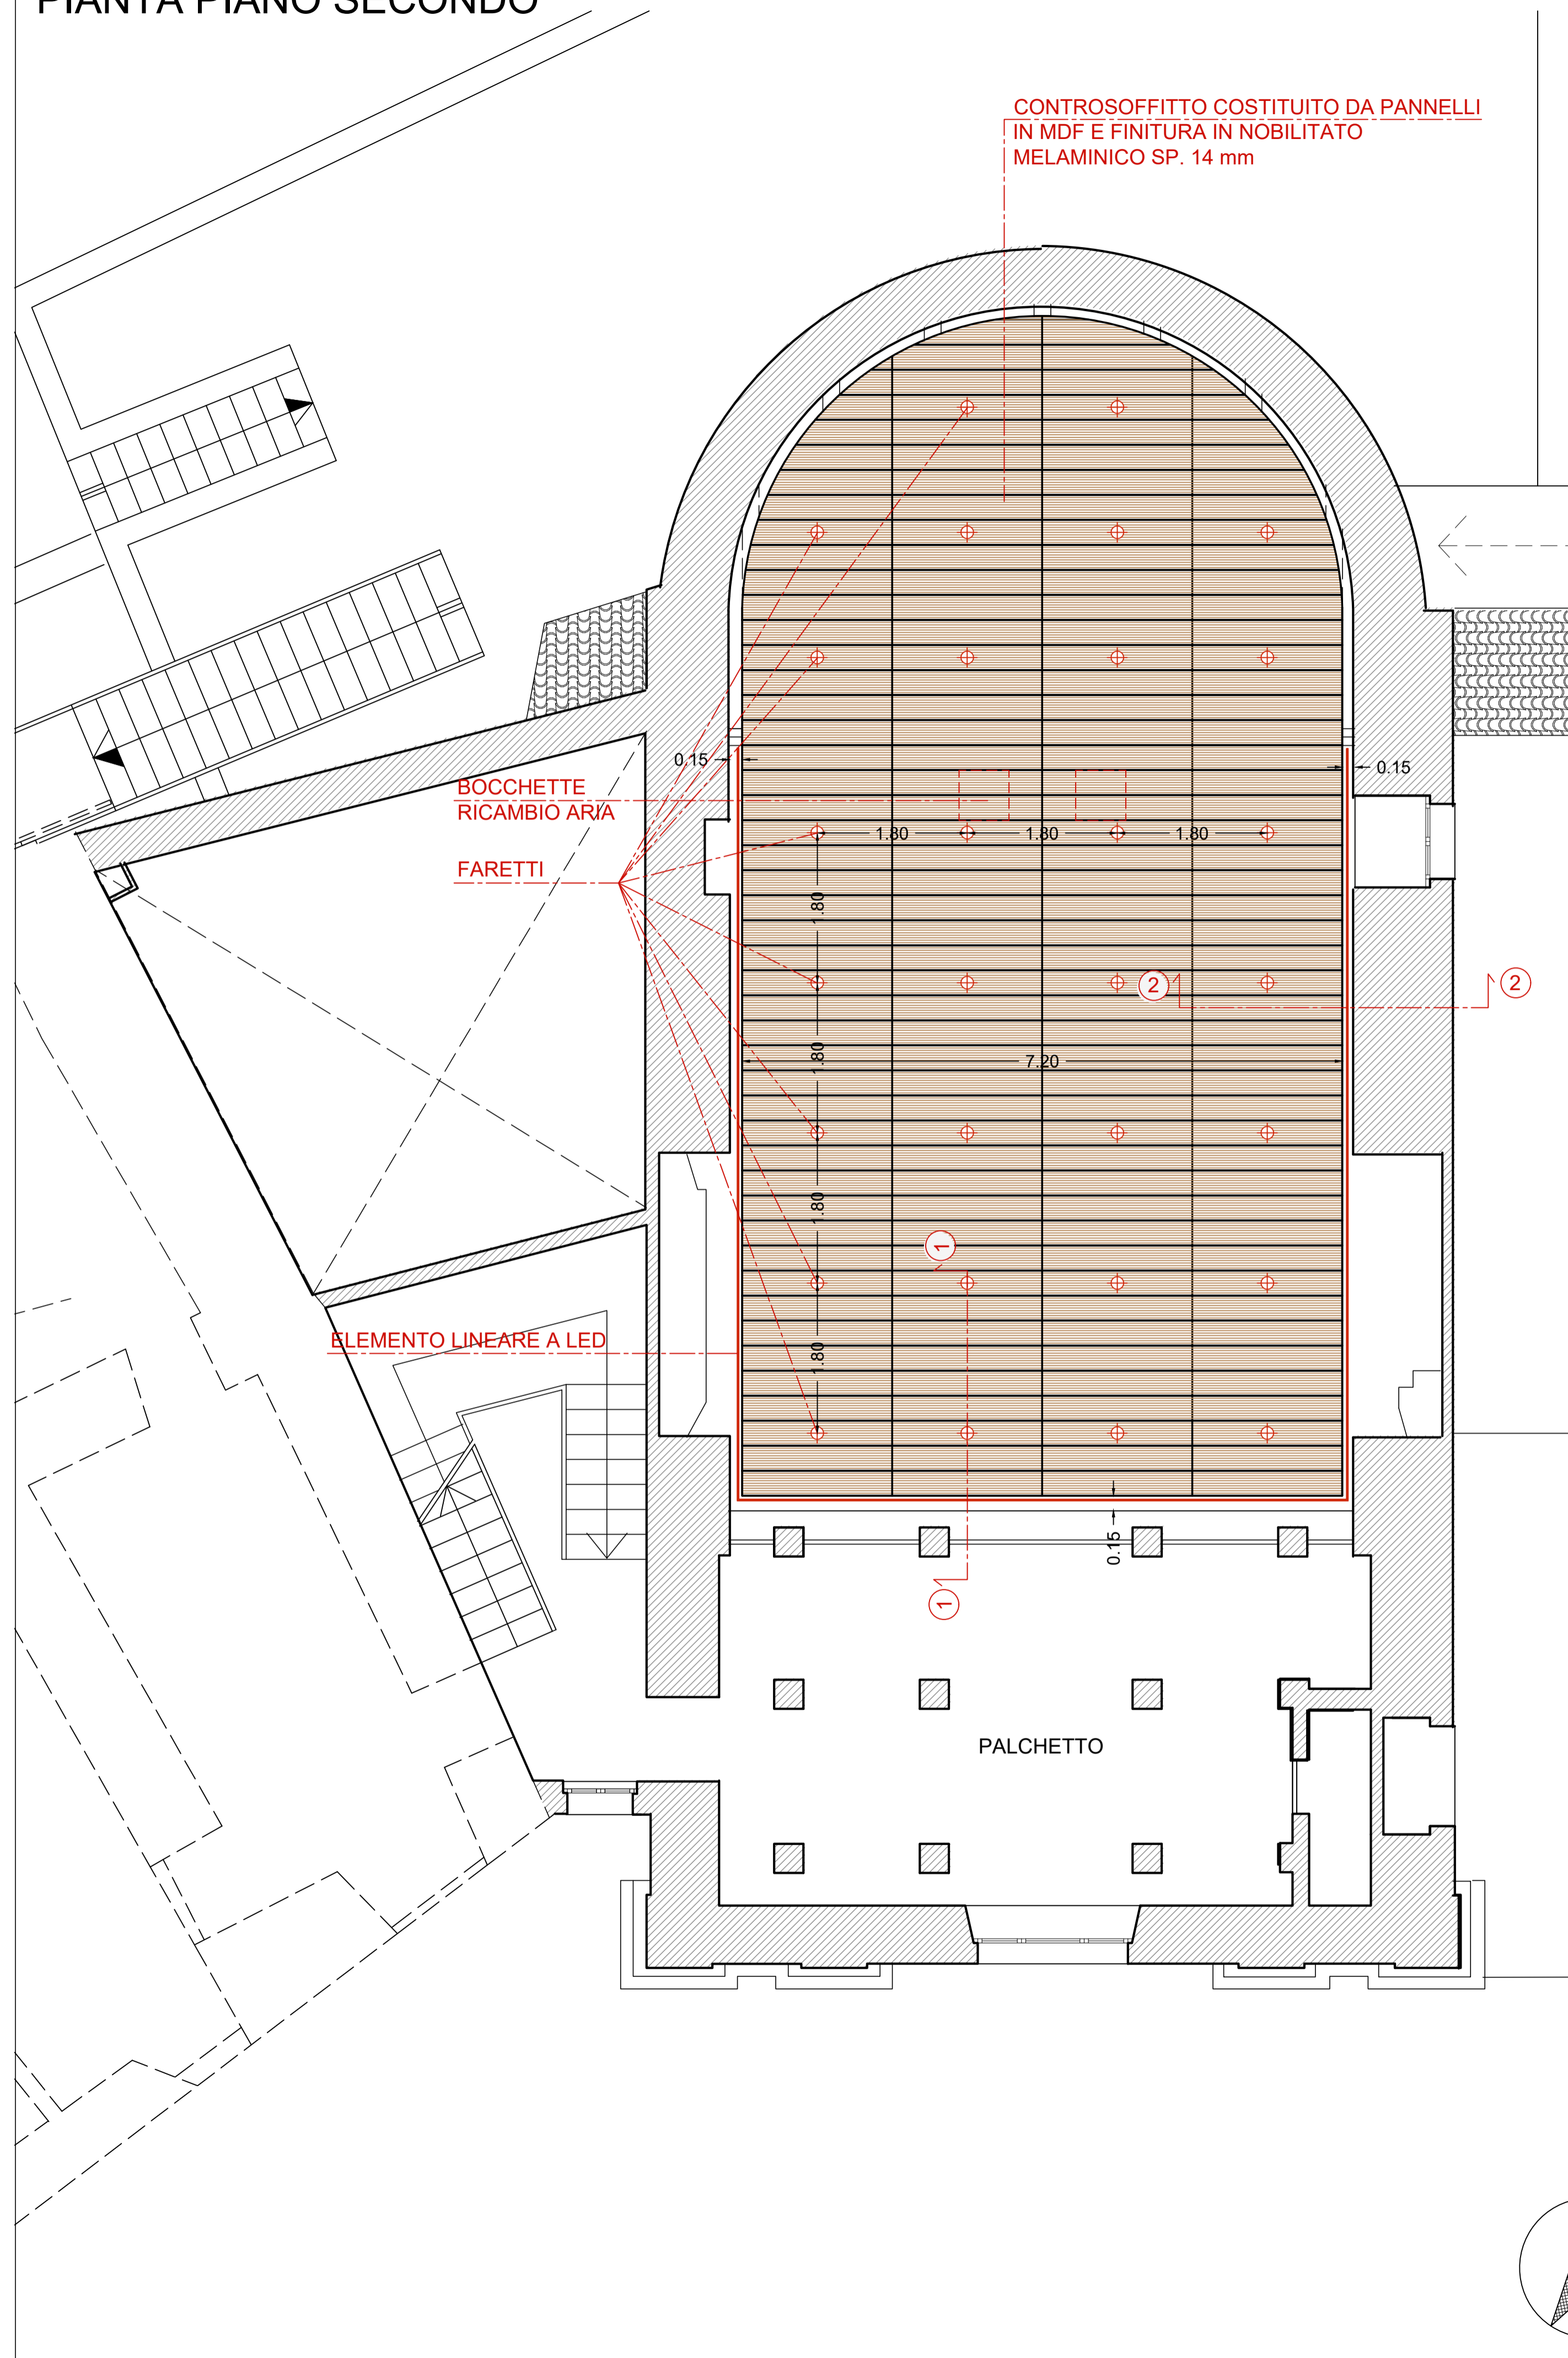 PIANTA PIANO SECONDO
CONTROSOFFITTO COSTITUITO DA PANNELLI
IN MDF E FINITURA IN NOBILITATO
MELAMINICO SP. 14 mm
0.15
0.15
BOCCHETTE
RICAMBIO ARIA
1.80
1.80
1.80
FARETTI
1.80
2
2
1.80
7.20
1.80
1
ELEMENTO LINEARE A LED
1.80
0.15
1
PALCHETTO